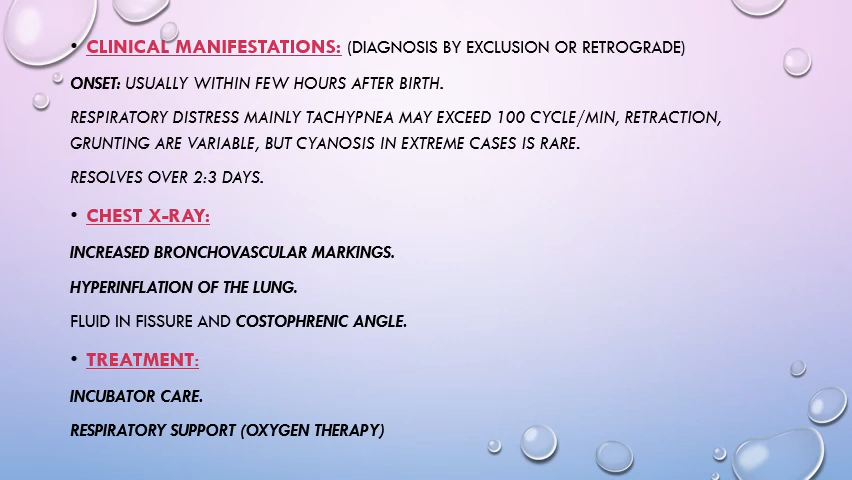 • CLINICAL MANIFESTATIONS: (DIAGNOSIS BY EXCLUSION OR RETROGRADE)
ONSET: USUALLY WITHIN FEW HOURS AFTER BIRTH.
RESPIRATORY DISTRESS MAINLY TACHYPNEA MAY EXCEED 100 CYCLE/MIN, RETRACTION,
GRUNTING ARE VARIABLE, BUT CYANOSIS IN EXTREME CASES IS RARE.
RESOLVES OVER 2:3 DAYS.
• CHEST X-RAY:
INCREASED BRONCHOVASCULAR MARKINGS.
HYPERINFLATION OF THE LUNG.
FLUID IN FISSURE AND COSTOPHRENIC ANGLE.
• TREATMENT:
INCUBATOR CARE.
RESPIRATORY SUPPORT (OXYGEN THERAPY)